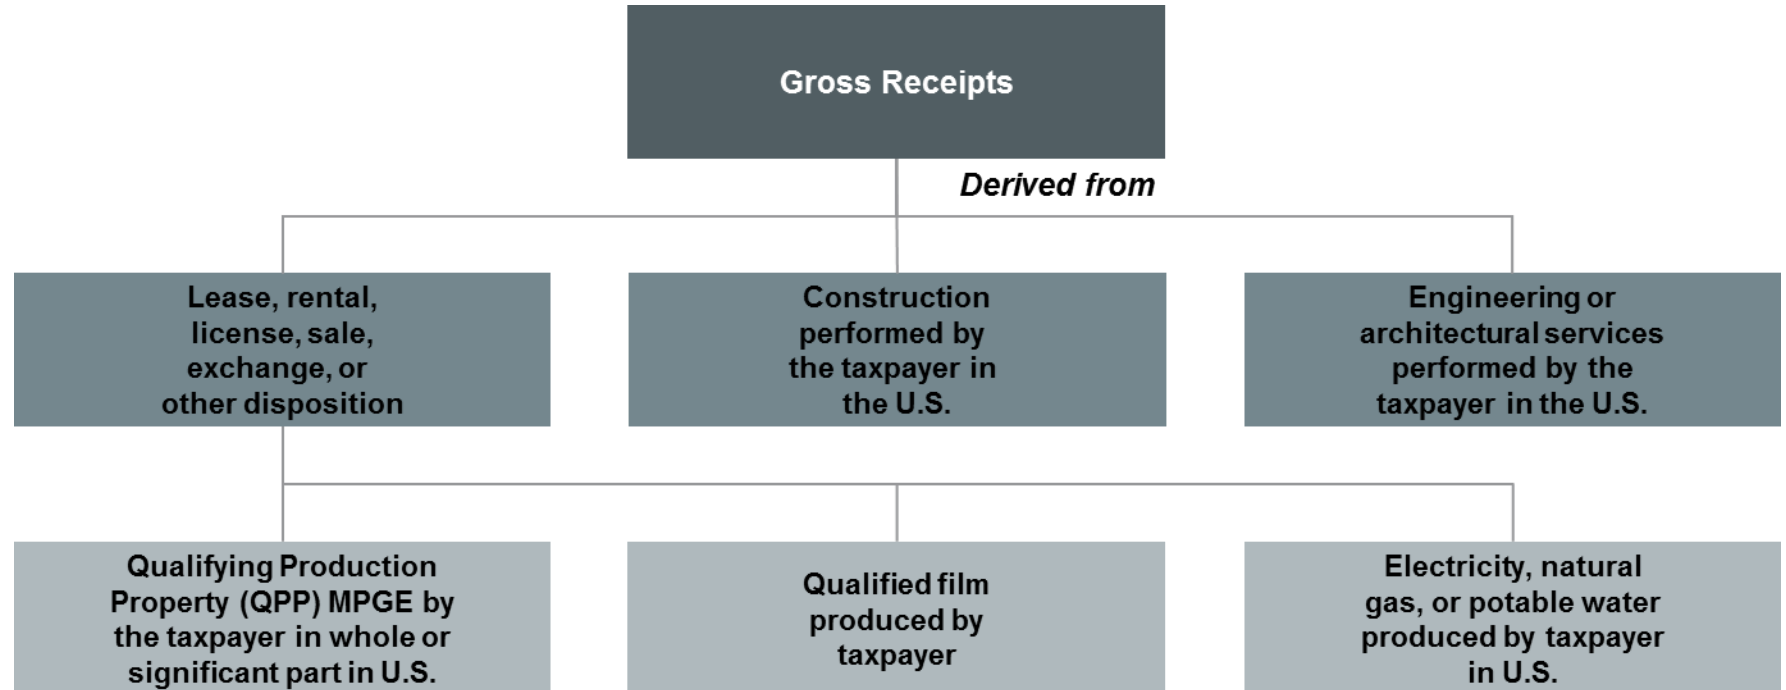 Gross Receipts
Derived from
Lease, rental,
license, sale,
exchange, or
other disposition
Construction
performed by
the taxpayer in
the U.S.
Engineering or
architectural services
performed by the
taxpayer in the U.S.
Qualifying Production
Property (QPP) MPGE by
the taxpayer in whole or
significant part in U.S.
Qualified film
produced by
taxpayer
Electricity, natural
gas, or potable water
produced by taxpayer
in U.S.